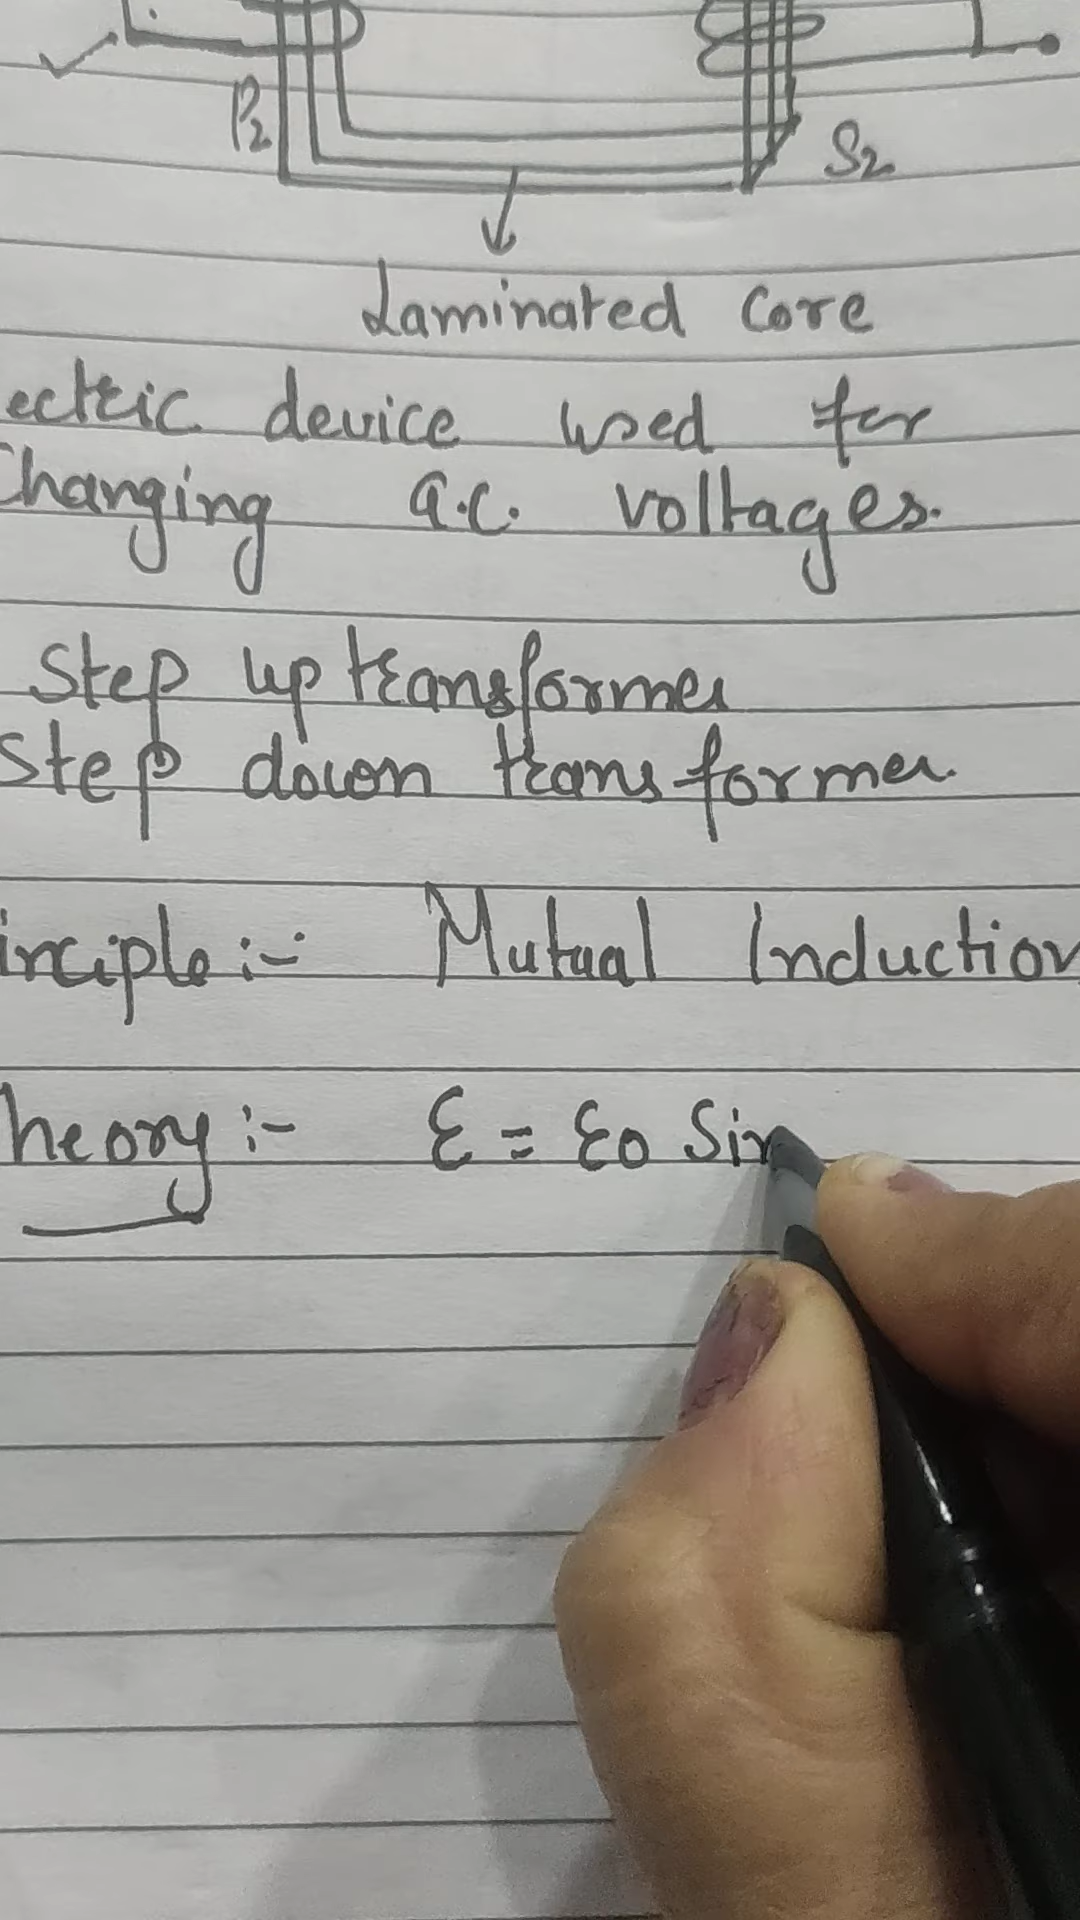 P2
S2
Laminated Core
ectric device used for
Changing a.c. voltages.
Step up transformer
Step down transformer.
inciple :- Mutual Induction
heory :- ε = ε0 Sin